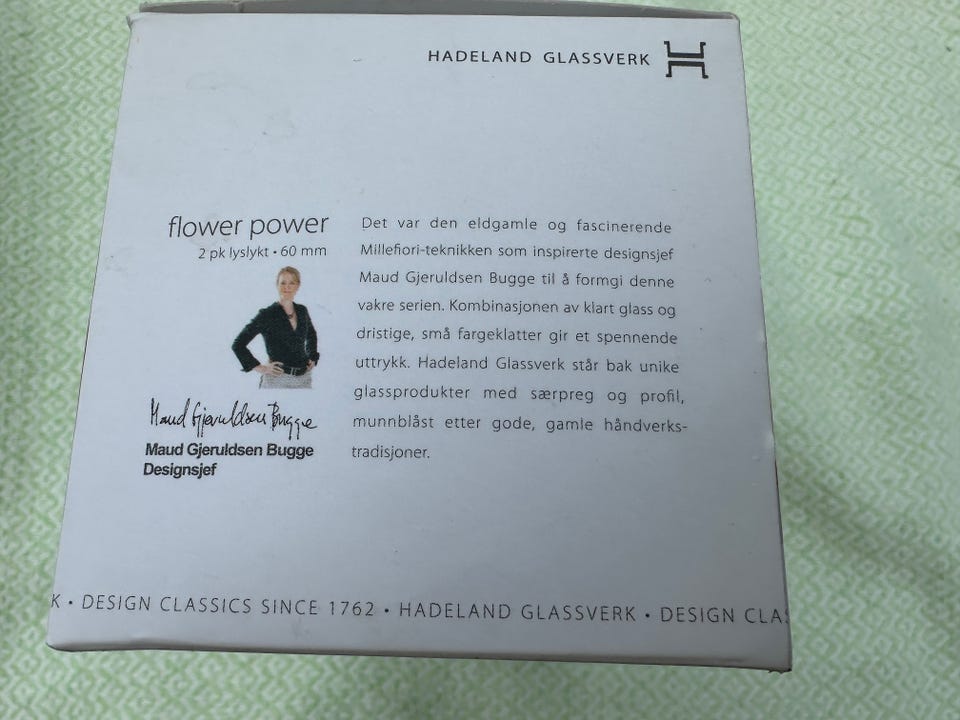 HADELAND GLASSVERK
flower power
2 pk lyslykt • 60 mm
Maud Gjeruldsen Bugge
Maud Gjeruldsen Bugge
Designsjef
Det var den eldgamle og fascinerende
Millefiori-teknikken som inspirerte designsjef
Maud Gjeruldsen Bugge til å formgi denne
vakre serien. Kombinasjonen av klart glass og
dristige, små fargeklatter gir et spennende
uttrykk. Hadeland Glassverk står bak unike
glassprodukter med særpreg og profil,
munnblåst etter gode, gamle håndverks-
tradisjoner.
K • DESIGN CLASSICS SINCE 1762 • HADELAND GLASSVERK • DESIGN CLAS